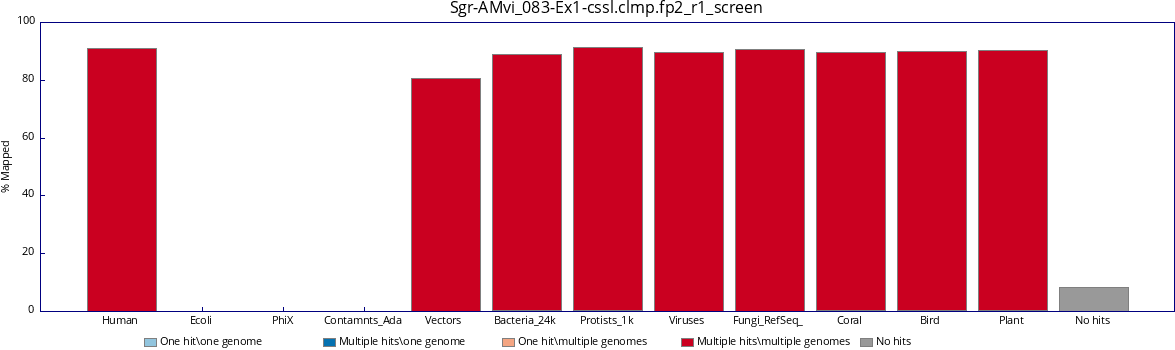 Sgr-AMvi_083-Ex1-cssl.clmp.fp2_r1_screen
100
80
60
40
20
0
% Mapped
Human Ecoli PhiX Contamnts_Ada Vectors Bacteria_24k Protists_1k Viruses Fungi_RefSeq_ Coral Bird Plant No hits
One hit\one genome Multiple hits\one genome One hit\multiple genomes Multiple hits\multiple genomes No hits